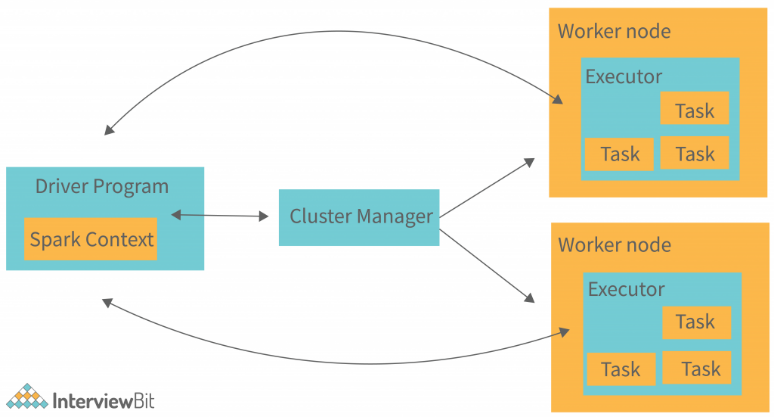 Worker node
Executor
Task
Task
Task
Driver Program
Spark Context
Cluster Manager
Worker node
Executor
Task
Task
Task
InterviewBit